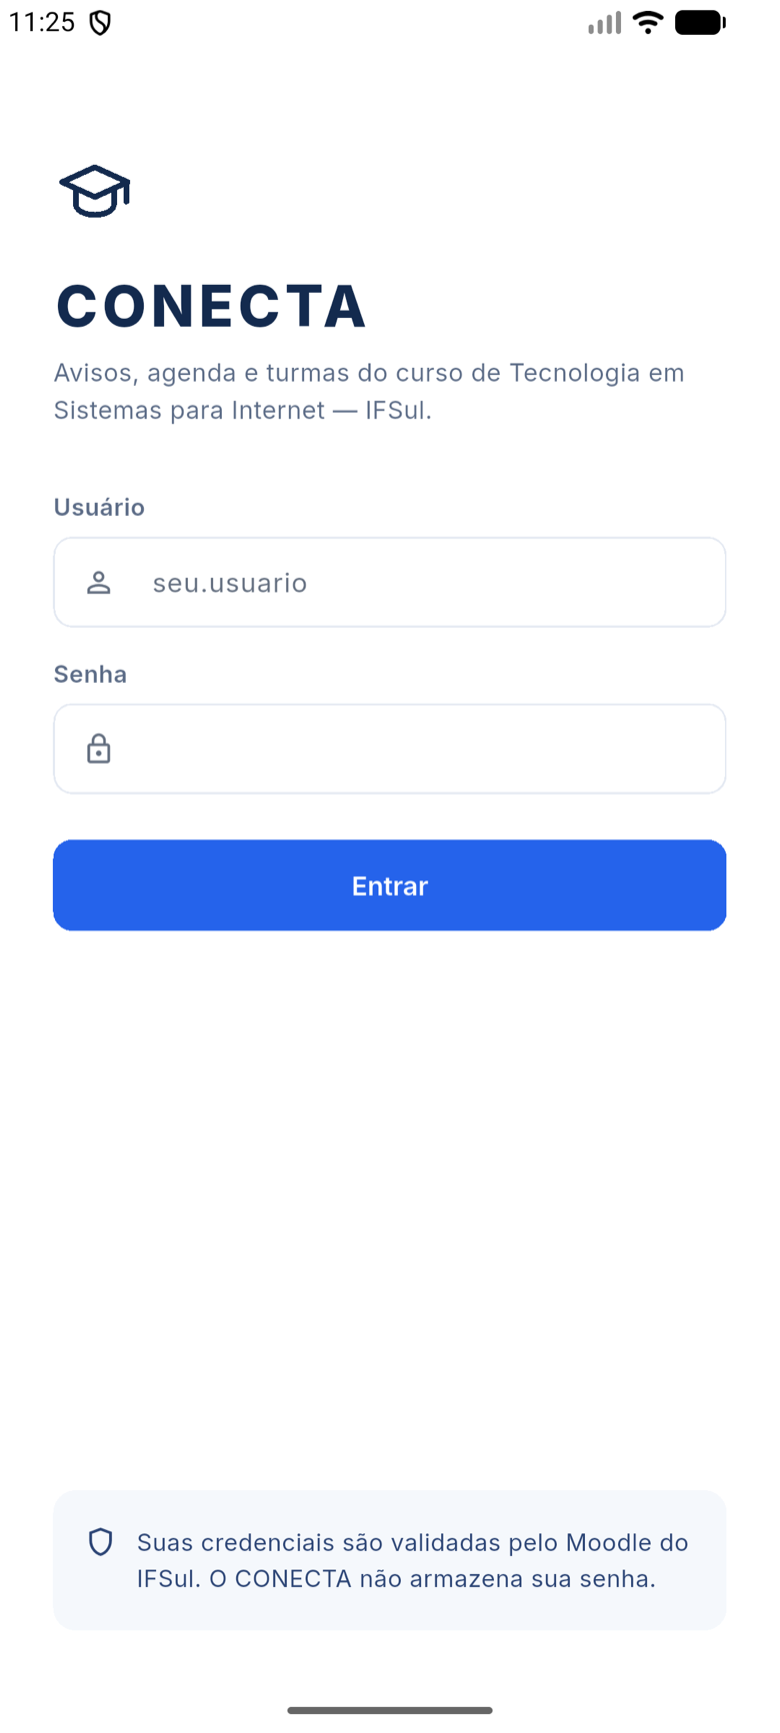 11:25
CONECTA
Avisos, agenda e turmas do curso de Tecnologia em
Sistemas para Internet — IFSul.
Usuário
seu.usuario
Senha
Entrar
Suas credenciais são validadas pelo Moodle do
IFSul. O CONECTA não armazena sua senha.